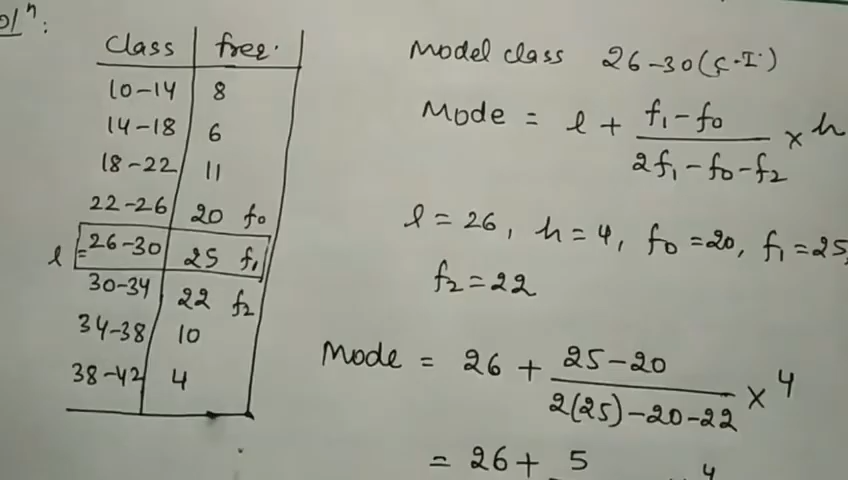 Solⁿ:
Class freq.
10-14 8
14-18 6
18-22 11
22-26 20 f₀
l = 26-30 25 f₁
30-34 22 f₂
34-38 10
38-42 4
Model class 26-30 (C.I.)
Mode = l + (f₁-f₀)/(2f₁-f₀-f₂) × h
l = 26, h = 4, f₀ = 20, f₁ = 25,
f₂ = 22
Mode = 26 + (25-20)/(2(25)-20-22) × 4
= 26 + 5 × 4